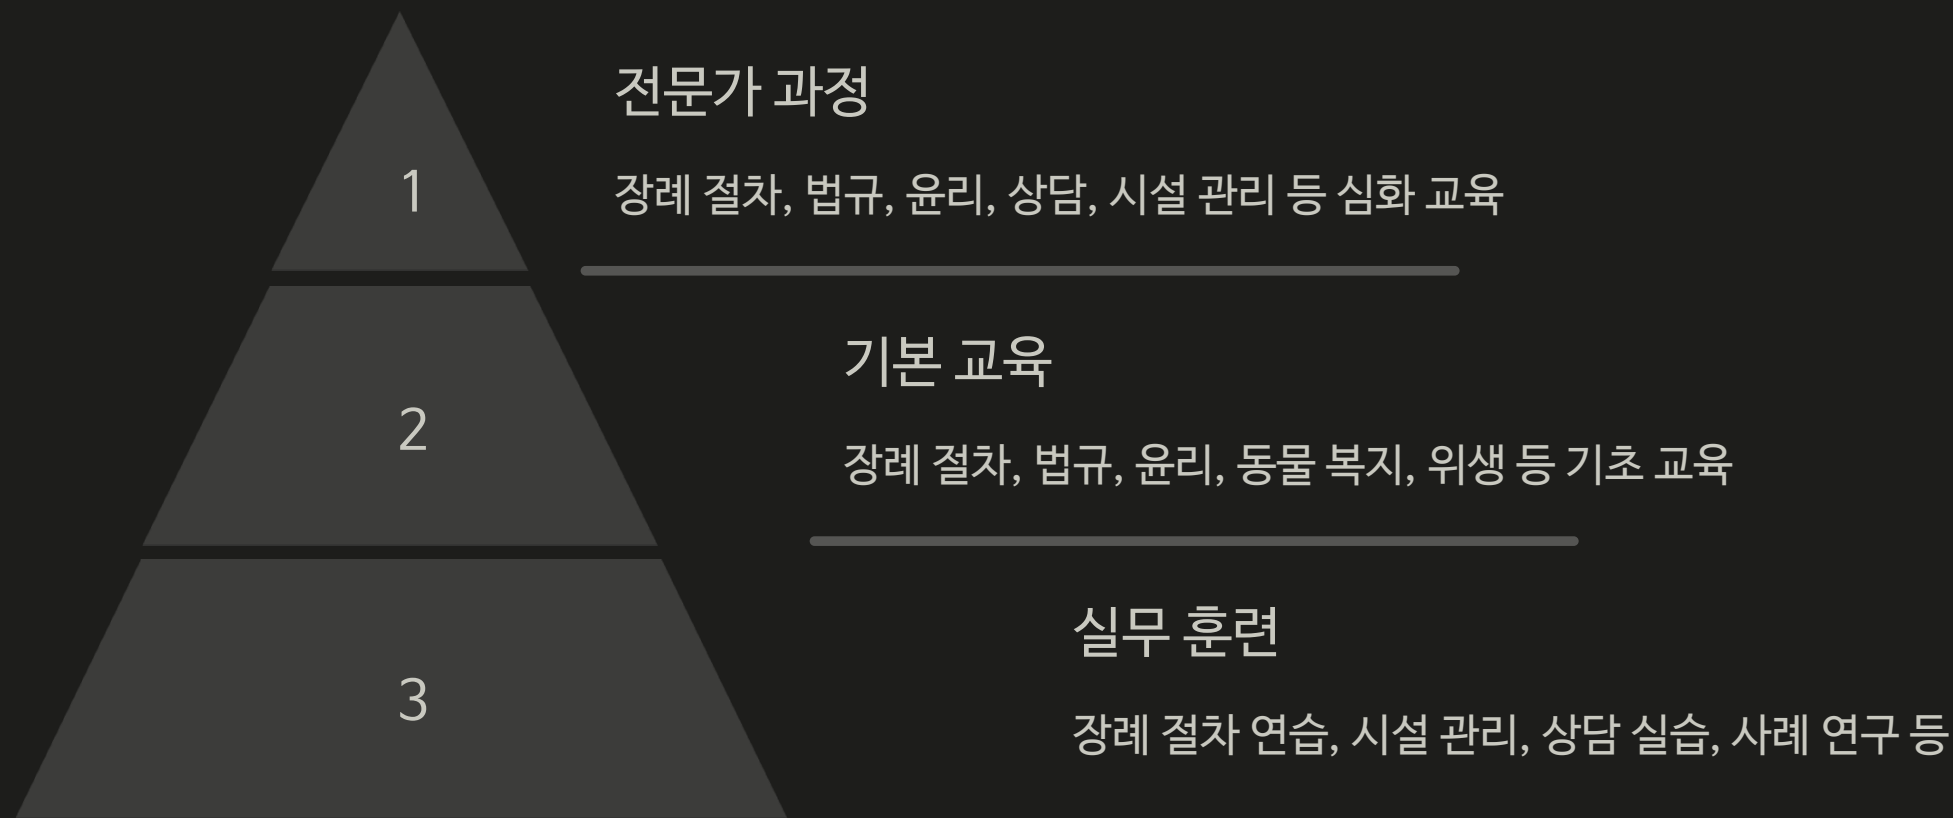 전문가 과정
1
장례 절차, 법규, 윤리, 상담, 시설 관리 등 심화 교육
기본 교육
2
장례 절차, 법규, 윤리, 동물 복지, 위생 등 기초 교육
실무 훈련
3
장례 절차 연습, 시설 관리, 상담 실습, 사례 연구 등